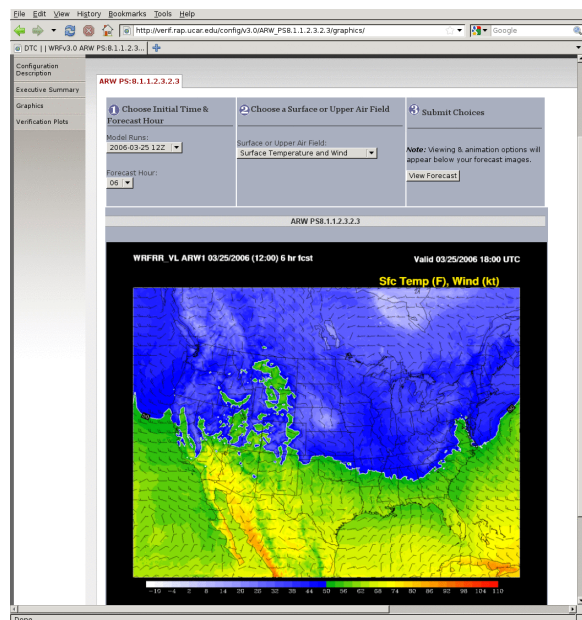 File Edit View History Bookmarks Tools Help
http://verif.rap.ucar.edu/config/v3.0/ARW_PS8.1.1.2.3.2.3/graphics/
Google
DTC || WRFv3.0 ARW PS:8.1.1.2.3...
Configuration
Description
Executive Summary
Graphics
Verification Plots
ARW PS:8.1.1.2.3.2.3
1 Choose Initial Time &
Forecast Hour
Model Runs:
2006-03-25 12Z
Forecast Hour:
06
2 Choose a Surface or Upper Air Field
Surface or Upper Air Field:
Surface Temperature and Wind
3 Submit Choices
Note: Viewing & animation options will
appear below your forecast images.
View Forecast
ARW PS8.1.1.2.3.2.3
WRFRR_VL ARW1 03/25/2006 (12:00) 6 hr fcst
Valid 03/25/2006 18:00 UTC
Sfc Temp (F), Wind (kt)
-10 -4 2 8 14 20 26 32 38 44 50 56 62 68 74 80 86 92 98 104 110
Done